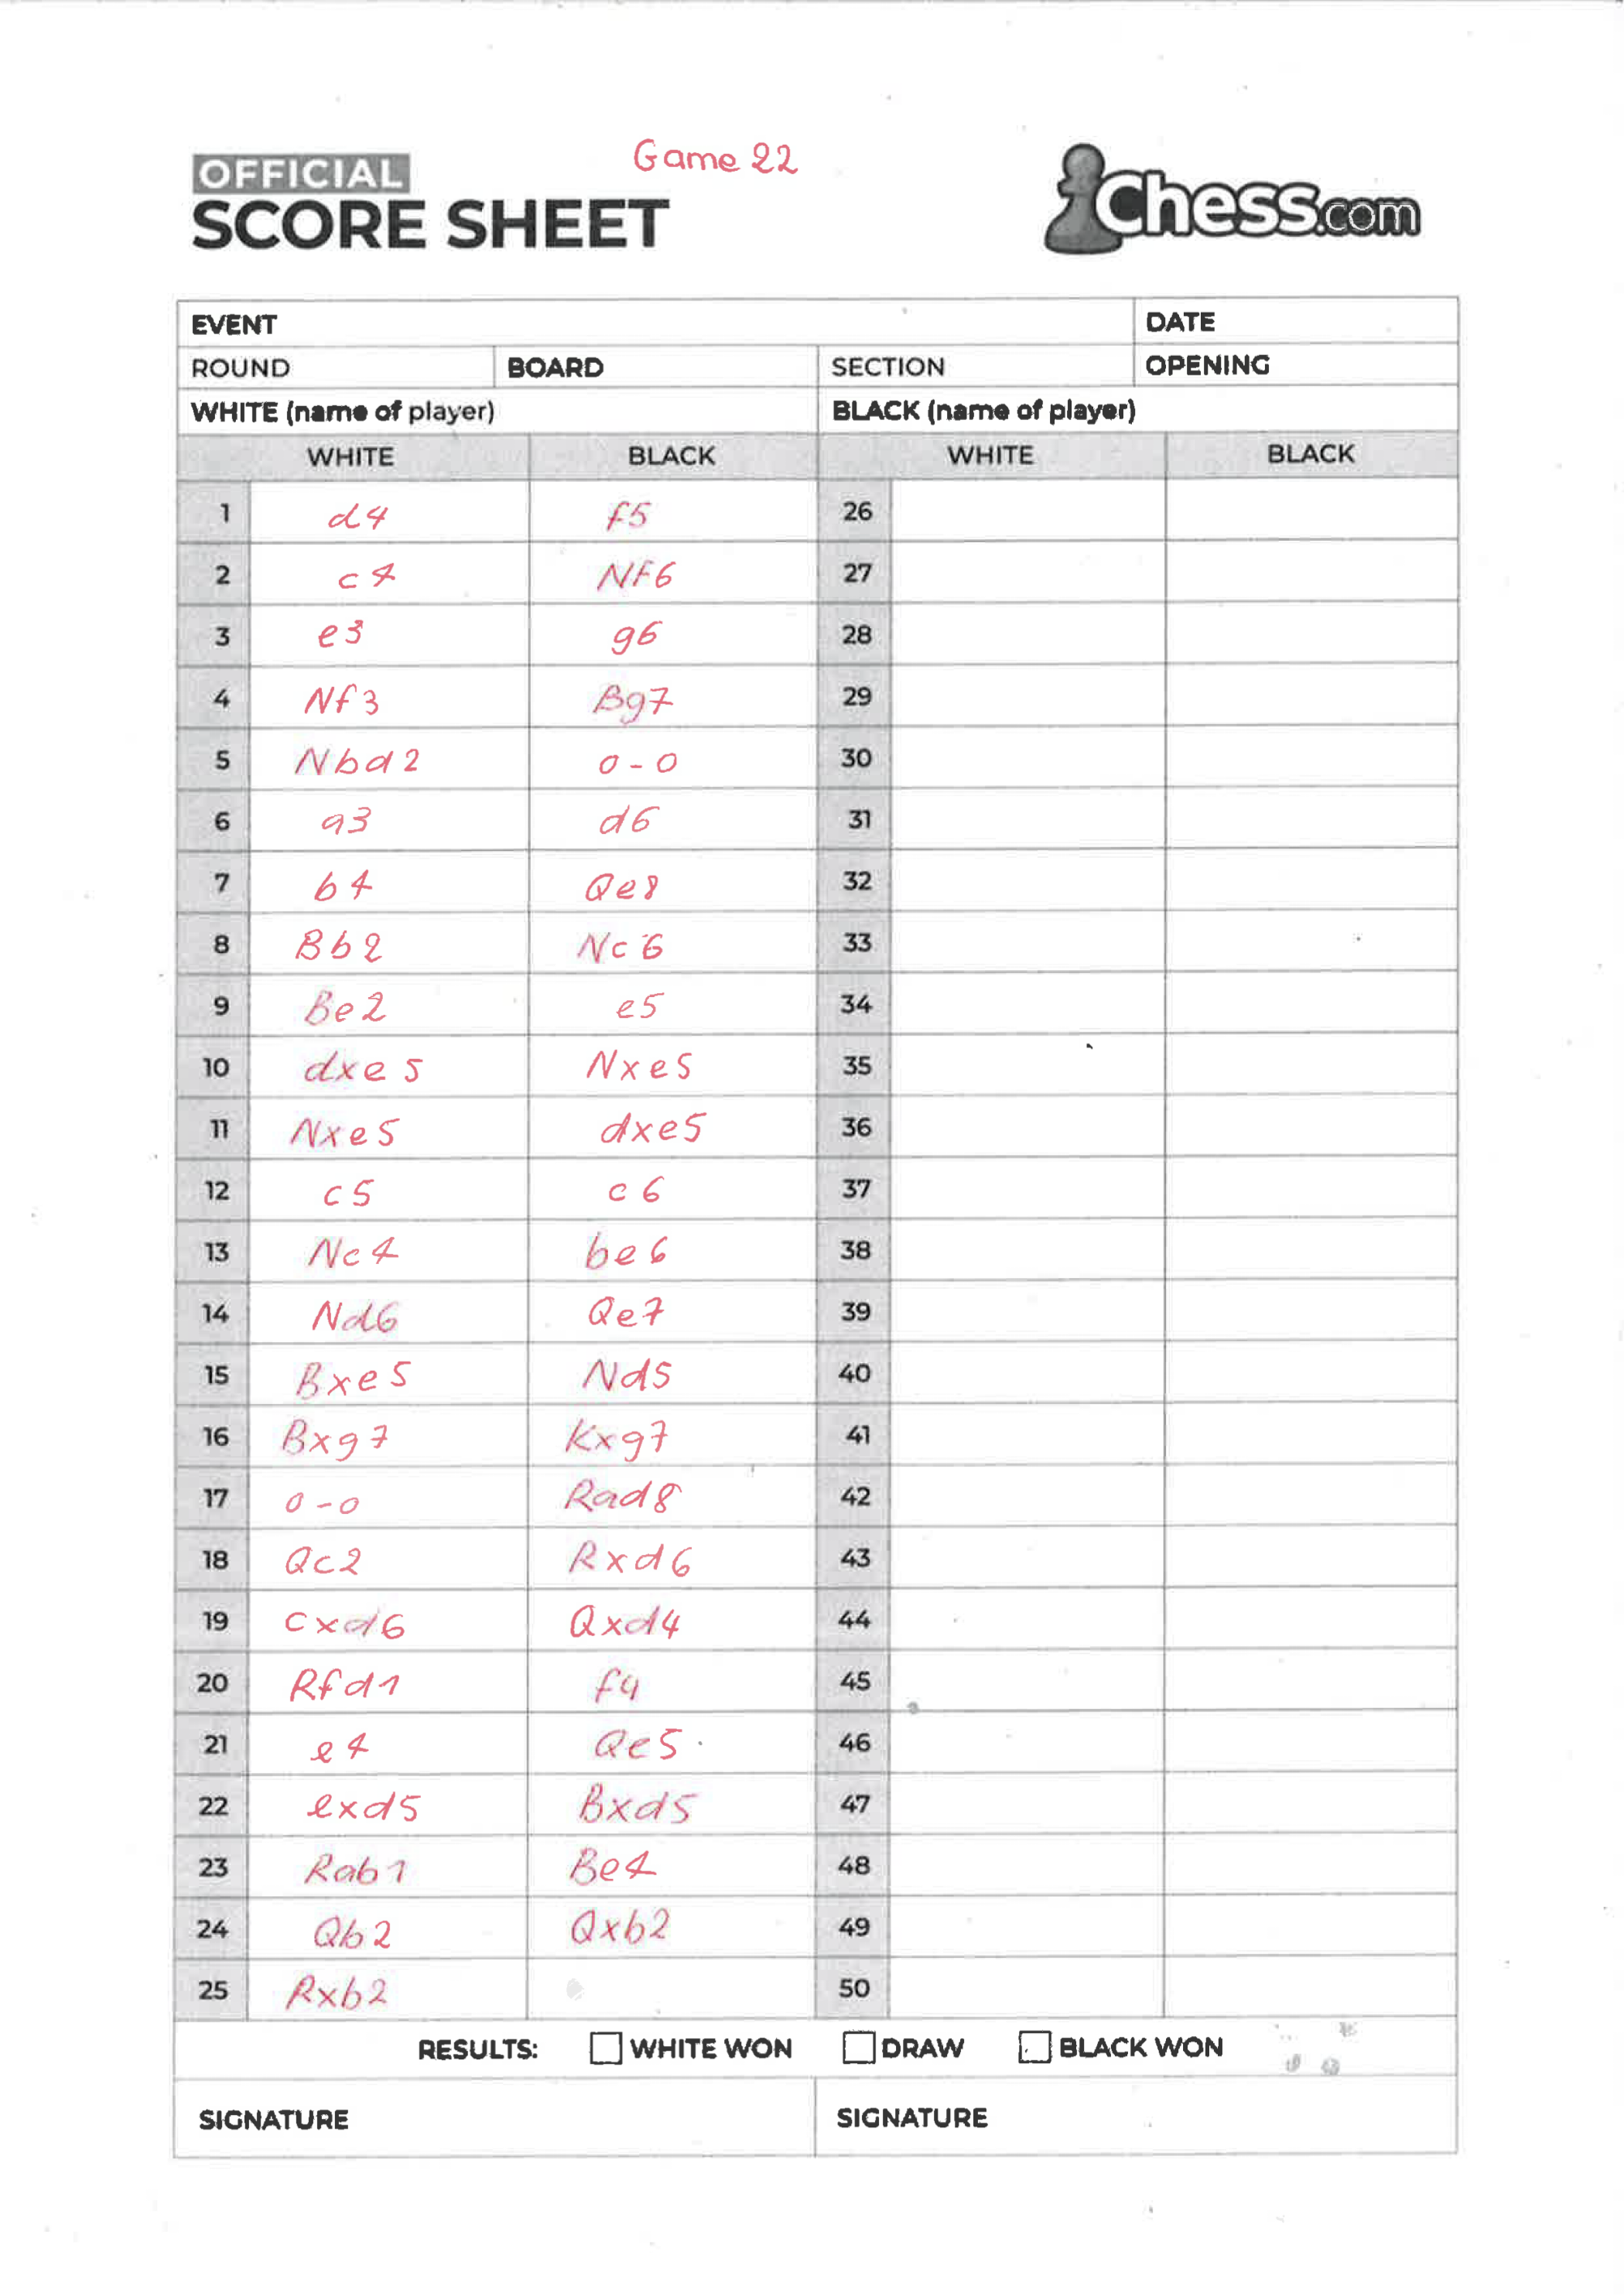 Game 22
OFFICIAL
SCORE SHEET
Chess.com
EVENT DATE
ROUND BOARD SECTION OPENING
WHITE (name of player) BLACK (name of player)
WHITE BLACK WHITE BLACK
1 d4 f5 26
2 c4 Nf6 27
3 e3 g6 28
4 Nf3 Bg7 29
5 Nbd2 0-0 30
6 a3 d6 31
7 b4 Qe8 32
8 Bb2 Nc6 33
9 Be2 e5 34
10 dxe5 Nxe5 35
11 Nxe5 dxe5 36
12 c5 c6 37
13 Nc4 be6 38
14 Nd6 Qe7 39
15 Bxe5 Nd5 40
16 Bxg7 Kxg7 41
17 0-0 Rad8 42
18 Qc2 Rxd6 43
19 cxd6 Qxd4 44
20 Rfd1 f4 45
21 e4 Qe5. 46
22 exd5 Bxd5 47
23 Rab1 Be4 48
24 Qb2 Qxb2 49
25 Rxb2 50
RESULTS: WHITE WON DRAW BLACK WON
SIGNATURE SIGNATURE